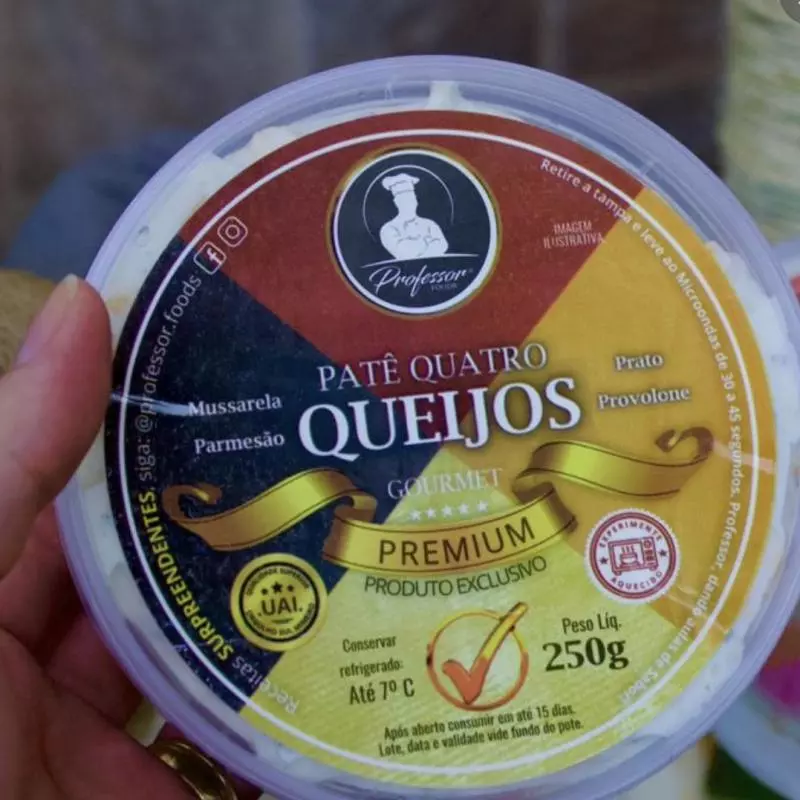 Professor
FOODS
IMAGEM
ILUSTRATIVA
Retire a tampa e leve ao Microondas de 30 a 45 segundos. Professor, dando aulas de Sabor!
Receitas SURPREENDENTES, siga: @professor.foods
PATÊ QUATRO
QUEIJOS
Mussarela
Parmesão
Prato
Provolone
GOURMET
PREMIUM
PRODUTO EXCLUSIVO
QUALIDADE SUPERIOR
UAI.
EXPERIMENTE
AQUECIDO
Conservar
refrigerado:
Até 7º C
Peso Líq.
250g
Após aberto consumir em até 15 dias.
Lote, data e validade vide fundo do pote.